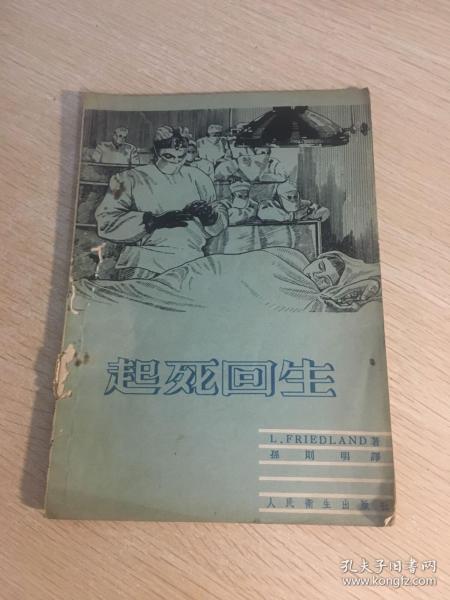 起死回生
L. FRIEDLAND 著
孫則明譯
人民衛生出版社
孔夫子旧书网
www.kongfz.com